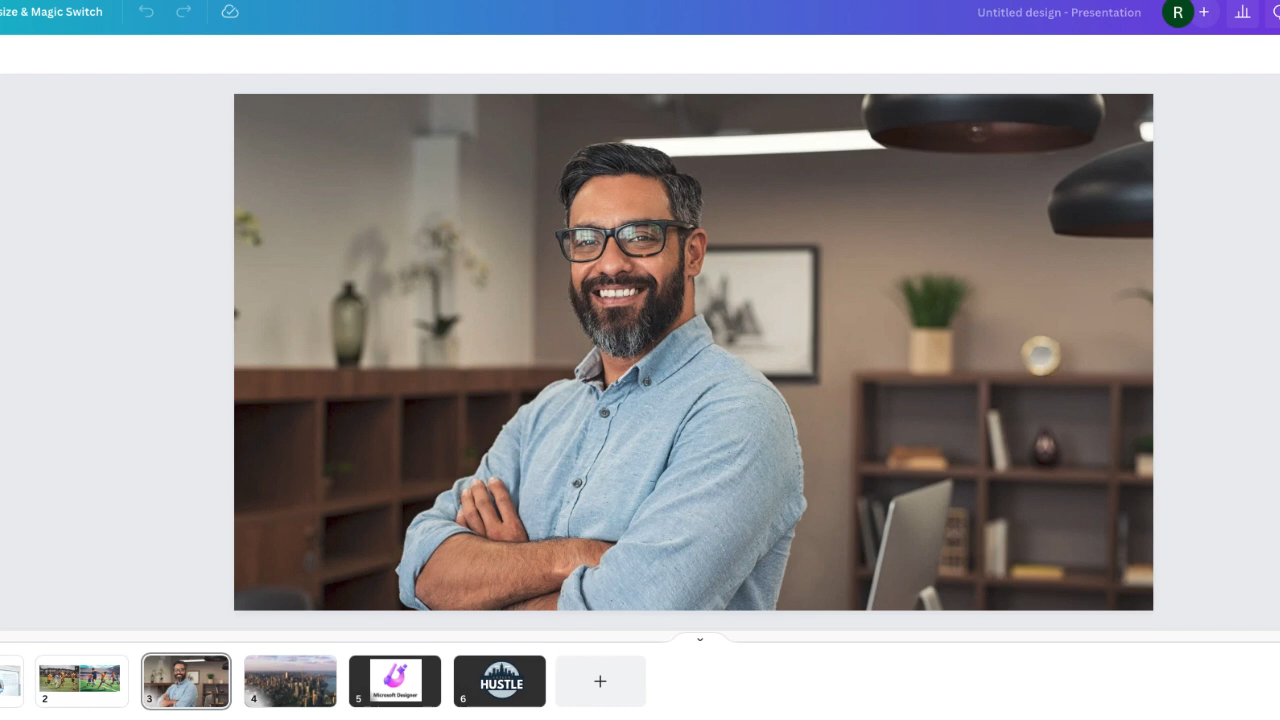 size & Magic Switch
Untitled design - Presentation
R
2
3
4
5
Microsoft Designer
6
HUSTLE